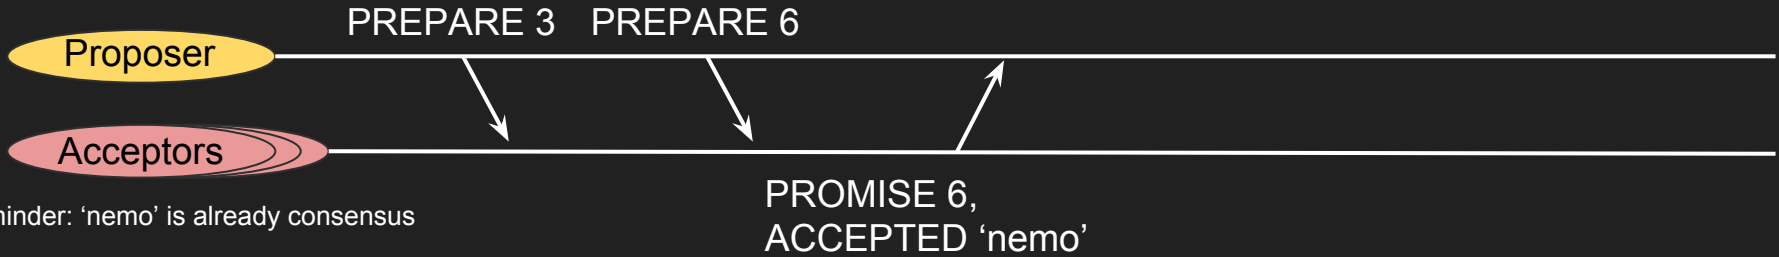 PREPARE 3 PREPARE 6
Proposer
Acceptors
PROMISE 6,
ACCEPTED ‘nemo’
inder: ‘nemo’ is already consensus